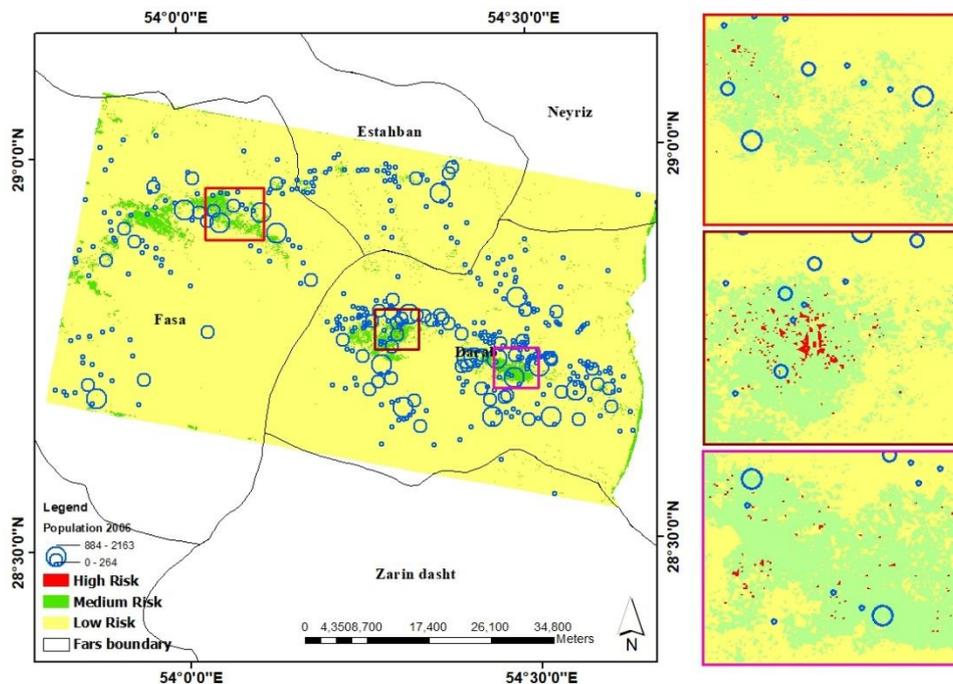 54°0'0"E 54°30'0"E
Neyriz
Estahban
29°0'0"N 29°0'0"N
Fasa
Darab
Legend
Population 2006
884 - 2163
0 - 264
High Risk
Medium Risk
Low Risk
Fars boundary
28°30'0"N 28°30'0"N
Zarin dasht
0 4,3508,700 17,400 26,100 34,800
Meters
N
54°0'0"E 54°30'0"E